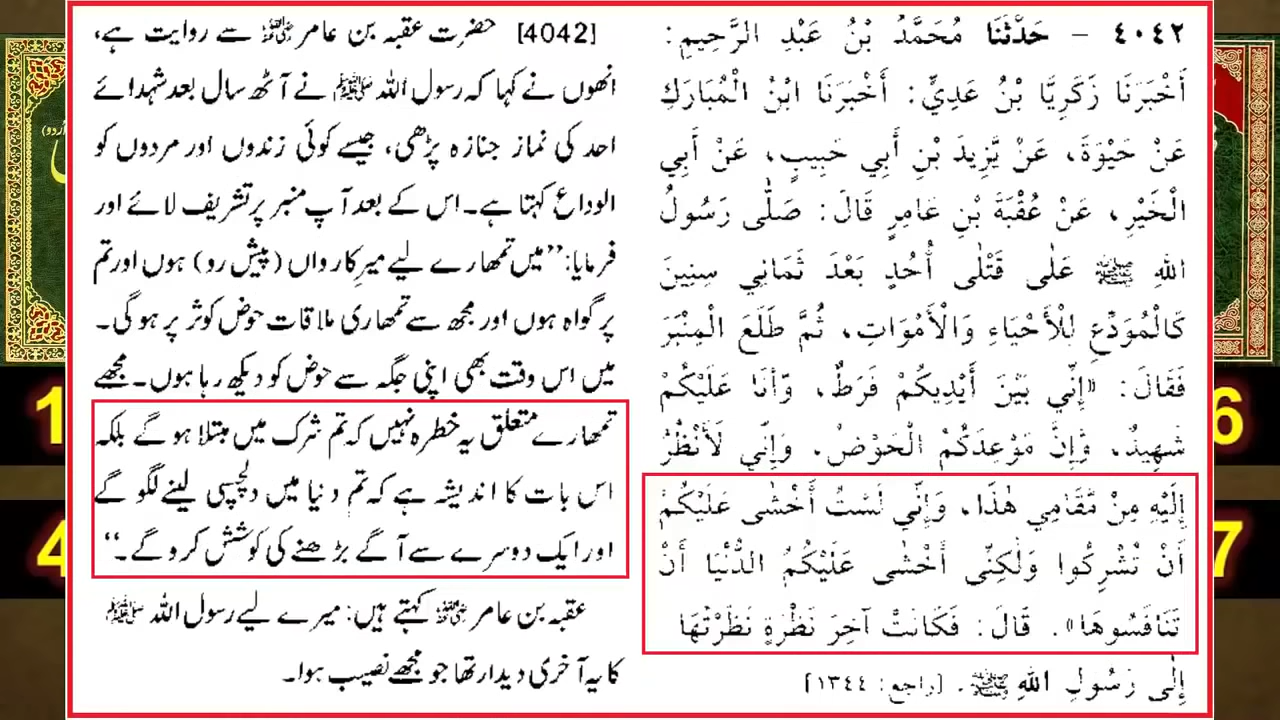 ٤٠٤٢ - حَدَّثَنَا مُحَمَّدُ بْنُ عَبْدِ الرَّحِيمِ:
أَخْبَرَنَا زَكَرِيَّا بْنُ عَدِيٍّ: أَخْبَرَنَا ابْنُ الْمُبَارَكِ
عَنْ حَيْوَةَ، عَنْ يَّزِيدَ بْنِ أَبِي حَبِيبٍ، عَنْ أَبِي
الْخَيْرِ، عَنْ عُقْبَةَ بْنِ عَامِرٍ قَالَ: صَلَّى رَسُولُ
اللهِ ﷺ عَلَى قَتْلَى أُحُدٍ بَعْدَ ثَمَانِي سِنِينَ
كَالْمُوَدِّعِ لِلْأَحْيَاءِ وَالْأَمْوَاتِ، ثُمَّ طَلَعَ الْمِنْبَرَ
فَقَالَ: «إِنِّي بَيْنَ أَيْدِيكُمْ فَرَطٌ، وَّأَنَا عَلَيْكُمْ
شَهِيدٌ، وَإِنَّ مَوْعِدَكُمُ الْحَوْضُ، وَإِنِّي لَأَنْظُرُ
إِلَيْهِ مِنْ مَّقَامِي هٰذَا، وَإِنِّي لَسْتُ أَخْشَى عَلَيْكُمْ
أَنْ تُشْرِكُوا وَلٰكِنِّي أَخْشَى عَلَيْكُمُ الدُّنْيَا أَنْ
تَنَافَسُوهَا». قَالَ: فَكَانَتْ آخِرَ نَظْرَةٍ نَظَرْتُهَا
إِلَى رَسُولِ اللهِ ﷺ. [راجع: ١٣٤٤]
[4042] حضرت عقبہ بن عامر ؓ سے روایت ہے،
انھوں نے کہا کہ رسول اللہ ﷺ نے آٹھ سال بعد شہدائے
احد کی نماز جنازہ پڑھی، جیسے کوئی زندوں اور مردوں کو
الوداع کہتا ہے۔ اس کے بعد آپ منبر پر تشریف لائے اور
فرمایا: ”میں تمھارے لیے میرِ کارواں (پیش رو) ہوں اور تم
پر گواہ ہوں اور مجھ سے تمھاری ملاقات حوض کوثر پر ہوگی۔
میں اس وقت بھی اپنی جگہ سے حوض کو دیکھ رہا ہوں۔ مجھے
تمھارے متعلق یہ خطرہ نہیں کہ تم شرک میں مبتلا ہو گے بلکہ
اس بات کا اندیشہ ہے کہ تم دنیا میں دلچسپی لینے لگو گے
اور ایک دوسرے سے آگے بڑھنے کی کوشش کرو گے۔“
عقبہ بن عامر ؓ کہتے ہیں: میرے لیے رسول اللہ ﷺ
کا یہ آخری دیدار تھا جو مجھے نصیب ہوا۔
1
4
6
7